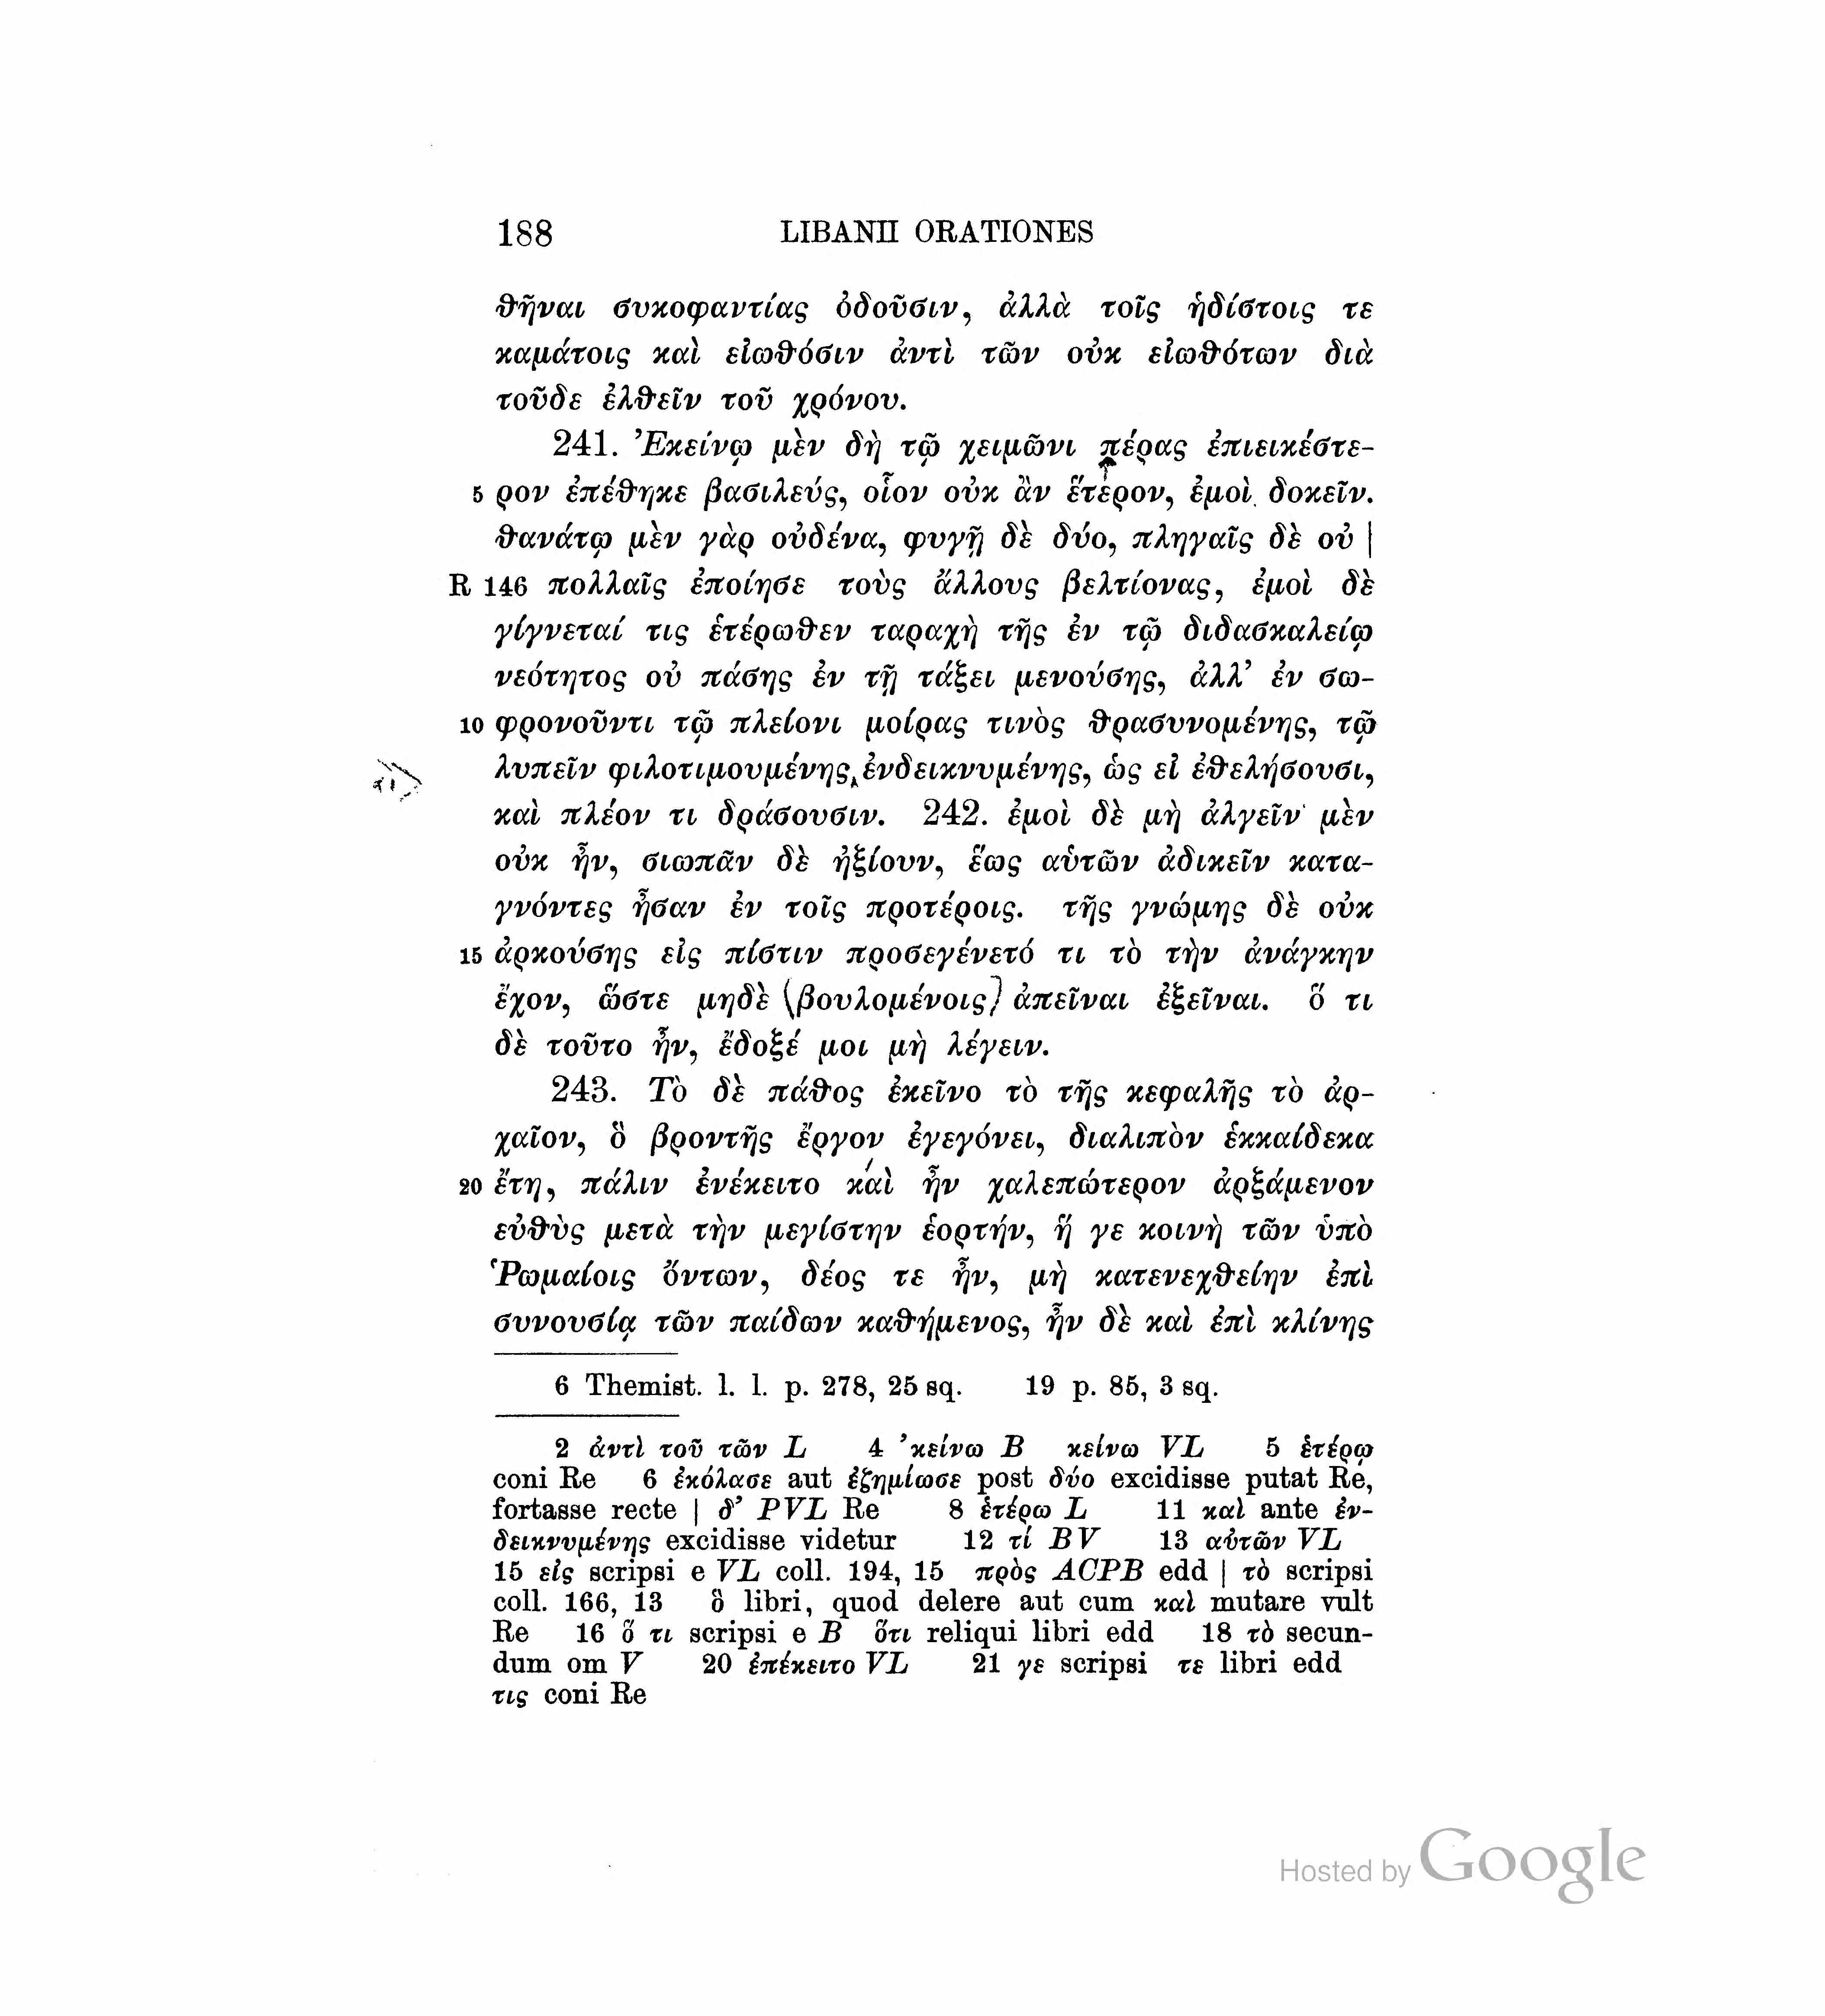 188 LIBANII ORATIONES
θῆναι συκοφαντίας ὀδοῦσιν, ἀλλὰ τοῖς ἡδίστοις τε
καμάτοις καὶ εἰωθόσιν ἀντὶ τῶν οὐκ εἰωθότων διὰ
τοῦδε ἐλθεῖν τοῦ χρόνου.
241. Ἐκείνῳ μὲν δὴ τῷ χειμῶνι πέρας ἐπιεικέστε-
5 ρον ἐπέθηκε βασιλεύς, οἷον οὐκ ἂν ἕτερον, ἐμοὶ δοκεῖν.
θανάτῳ μὲν γὰρ οὐδένα, φυγῇ δὲ δύο, πληγαῖς δὲ οὐ |
R 146 πολλαῖς ἐποίησε τοὺς ἄλλους βελτίονας, ἐμοὶ δὲ
γίγνεταί τις ἑτέρωθεν ταραχὴ τῆς ἐν τῷ διδασκαλείῳ
νεότητος οὐ πάσης ἐν τῇ τάξει μενούσης, ἀλλ’ ἐν σω-
10 φρονοῦντι τῷ πλείονι μοίρας τινὸς θρασυνομένης, τῷ
λυπεῖν φιλοτιμουμένης ἐνδεικνυμένης, ὡς εἰ ἐθελήσουσι,
καὶ πλέον τι δράσουσιν. 242. ἐμοὶ δὲ μὴ ἀλγεῖν μὲν
οὐκ ἦν, σιωπᾶν δὲ ἠξίουν, ἕως αὑτῶν ἀδικεῖν κατα-
γνόντες ἦσαν ἐν τοῖς προτέροις. τῆς γνώμης δὲ οὐκ
15 ἀρκούσης εἰς πίστιν προσεγένετό τι τὸ τὴν ἀνάγκην
ἔχον, ὥστε μηδὲ (βουλομένοις) ἀπεῖναι ἐξεῖναι. ὅ τι
δὲ τοῦτο ἦν, ἔδοξέ μοι μὴ λέγειν.
243. Τὸ δὲ πάθος ἐκεῖνο τὸ τῆς κεφαλῆς τὸ ἀρ-
χαῖον, ὃ βροντῆς ἔργον ἐγεγόνει, διαλιπὸν ἑκκαίδεκα
20 ἔτη, πάλιν ἐνέκειτο καὶ ἦν χαλεπώτερον ἀρξάμενον
εὐθὺς μετὰ τὴν μεγίστην ἑορτήν, ἥ γε κοινὴ τῶν ὑπὸ
Ῥωμαίοις ὄντων, δέος τε ἦν, μὴ κατενεχθείην ἐπὶ
συνουσίᾳ τῶν παίδων καθήμενος, ἦν δὲ καὶ ἐπὶ κλίνης
6 Themist. l. l. p. 278, 25 sq. 19 p. 85, 3 sq.
2 ἀντὶ τοῦ τῶν L 4 ’κείνω B κείνω VL 5 ἑτέρῳ
coni Re 6 ἐκόλασε aut ἐζημίωσε post δύο excidisse putat Re,
fortasse recte | δ’ PVL Re 8 ἑτέρω L 11 καὶ ante ἐν-
δεικνυμένης excidisse videtur 12 τί BV 13 αὐτῶν VL
15 εἰς scripsi e VL coll. 194, 15 πρὸς ACPB edd | τὸ scripsi
coll. 166, 13 ὃ libri, quod delere aut cum καὶ mutare vult
Re 16 ὅ τι scripsi e B ὅτι reliqui libri edd 18 τὸ secun-
dum om V 20 ἐπέκειτο VL 21 γε scripsi τε libri edd
τις coni Re
Hosted by Google